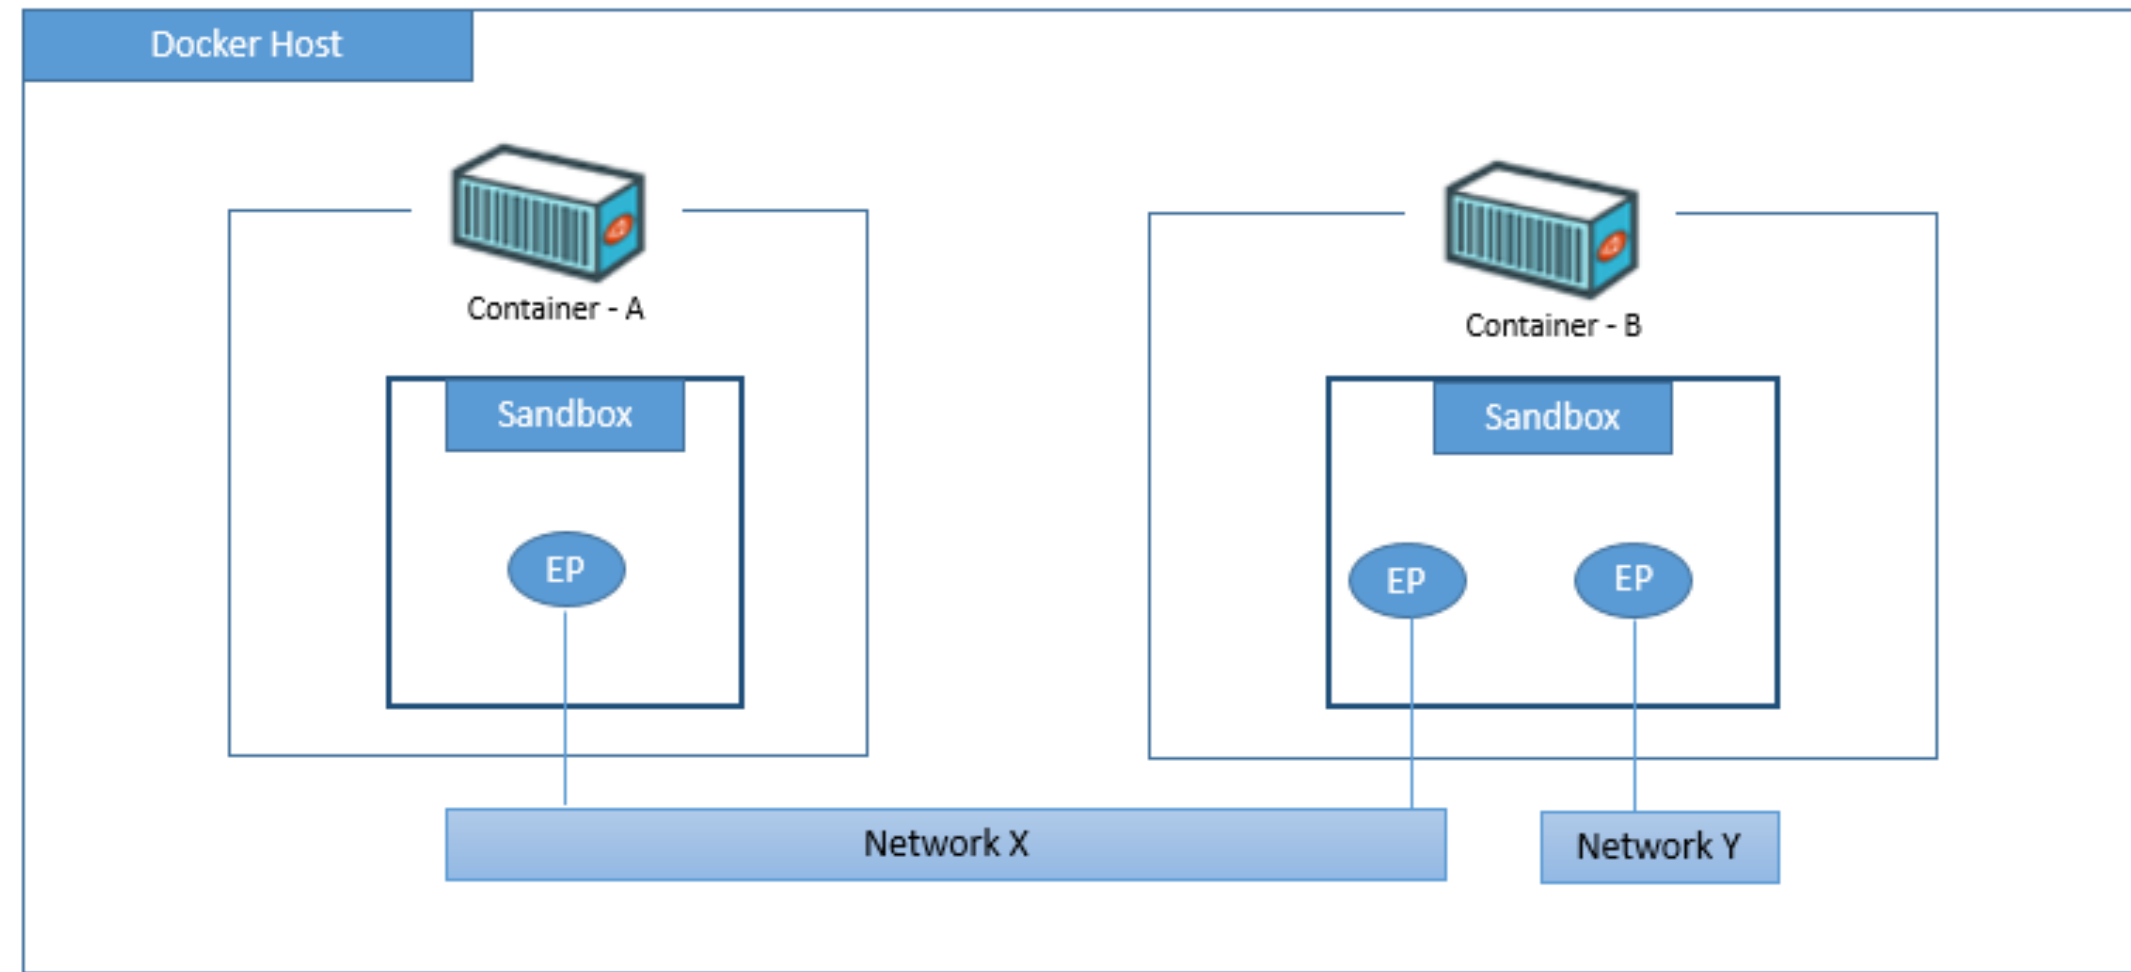 Docker Host
Container - A
Container - B
Sandbox
Sandbox
EP
EP
EP
Network X
Network Y